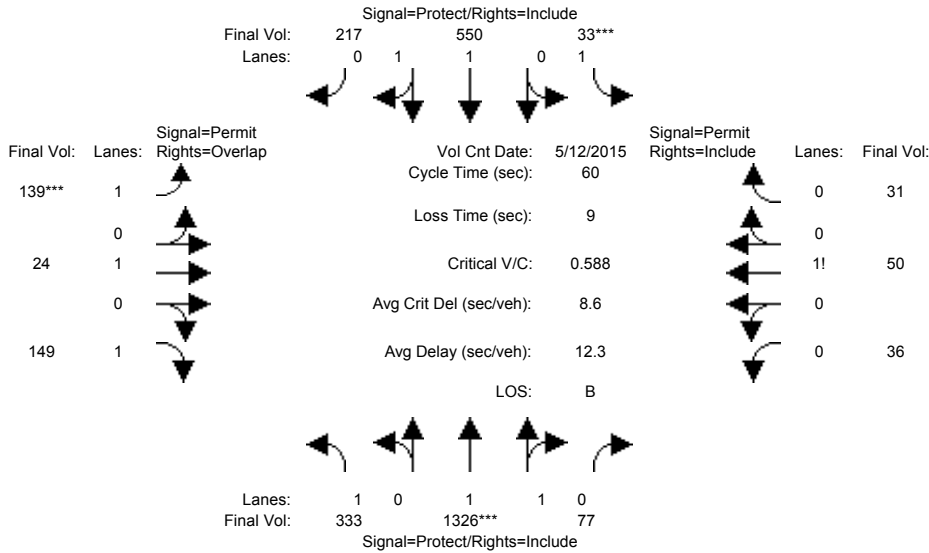 Signal=Protect/Rights=Include
Final Vol: 217 550 33***
Lanes: 0 1 1 0 1
Signal=Permit
Final Vol: Lanes: Rights=Overlap
Vol Cnt Date: 5/12/2015
Signal=Permit
Rights=Include Lanes: Final Vol:
Cycle Time (sec): 60
139*** 1
0 31
Loss Time (sec): 9
0
0
24 1
Critical V/C: 0.588
1! 50
0
Avg Crit Del (sec/veh): 8.6
0
149 1
Avg Delay (sec/veh): 12.3
0 36
LOS: B
Lanes: 1 0 1 1 0
Final Vol: 333 1326*** 77
Signal=Protect/Rights=Include